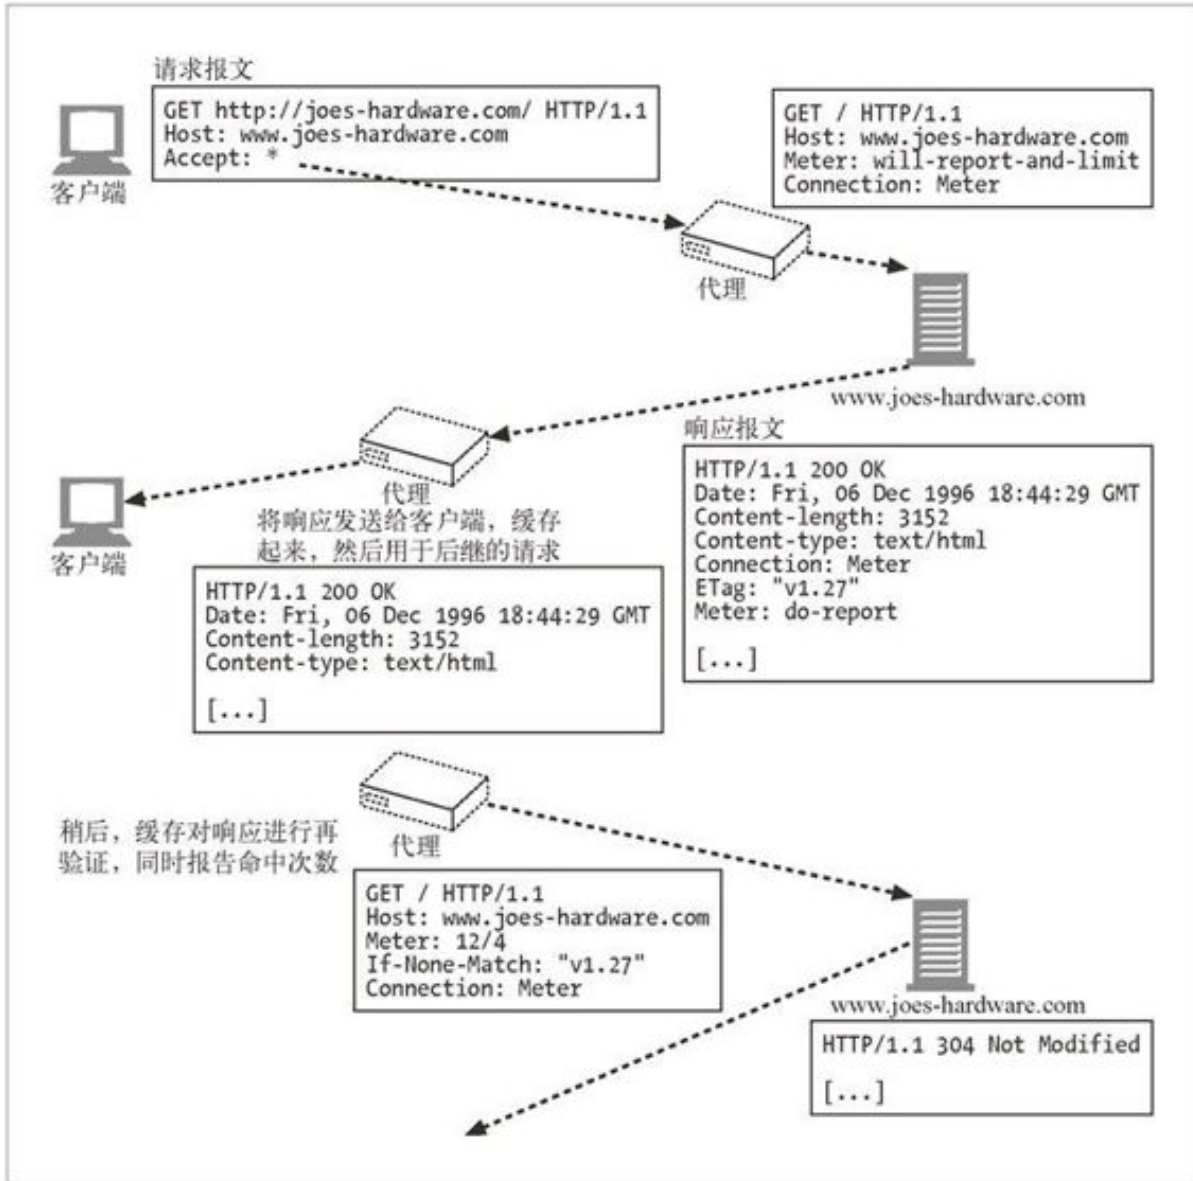 请求报文
GET http://joes-hardware.com/ HTTP/1.1
Host: www.joes-hardware.com
Accept: *
客户端
GET / HTTP/1.1
Host: www.joes-hardware.com
Meter: will-report-and-limit
Connection: Meter
代理
www.joes-hardware.com
响应报文
HTTP/1.1 200 OK
Date: Fri, 06 Dec 1996 18:44:29 GMT
Content-length: 3152
Content-type: text/html
Connection: Meter
ETag: "v1.27"
Meter: do-report
[...]
代理
将响应发送给客户端，缓存
起来，然后用于后继的请求
客户端
HTTP/1.1 200 OK
Date: Fri, 06 Dec 1996 18:44:29 GMT
Content-length: 3152
Content-type: text/html
[...]
稍后，缓存对响应进行再
验证，同时报告命中次数
代理
GET / HTTP/1.1
Host: www.joes-hardware.com
Meter: 12/4
If-None-Match: "v1.27"
Connection: Meter
www.joes-hardware.com
HTTP/1.1 304 Not Modified
[...]